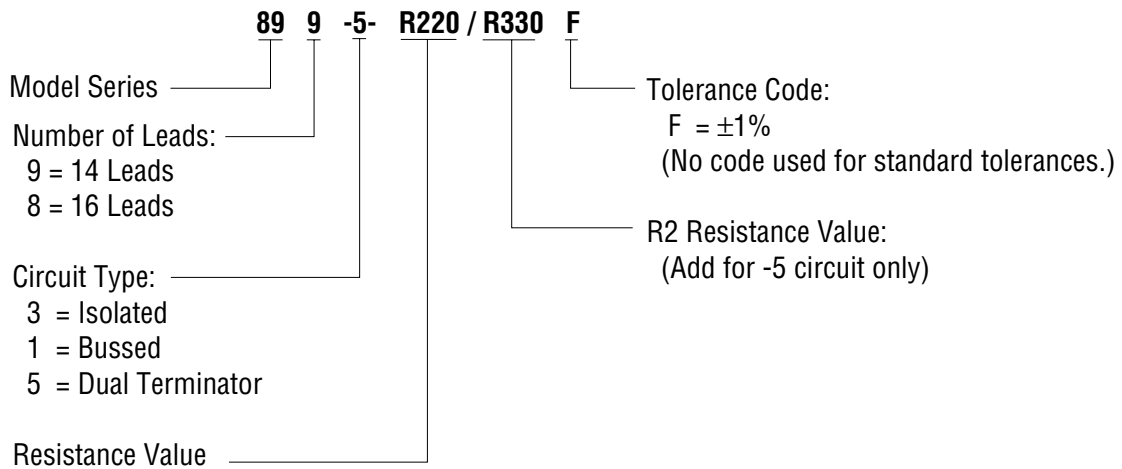 89 9 -5- R220 / R330 F
Model Series
Number of Leads:
9 = 14 Leads
8 = 16 Leads
Circuit Type:
3 = Isolated
1 = Bussed
5 = Dual Terminator
Resistance Value
Tolerance Code:
F = ±1%
(No code used for standard tolerances.)
R2 Resistance Value:
(Add for -5 circuit only)